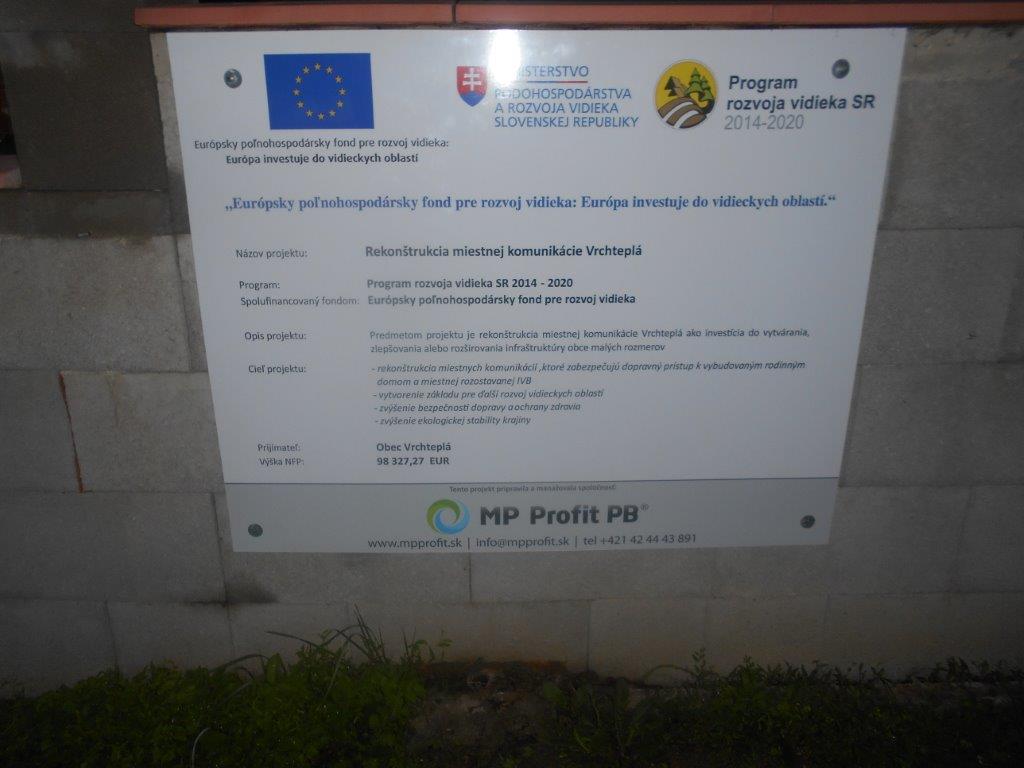 MINISTERSTVO
PÔDOHOSPODÁRSTVA
A ROZVOJA VIDIEKA
SLOVENSKEJ REPUBLIKY
Program
rozvoja vidieka SR
2014-2020
Európsky poľnohospodársky fond pre rozvoj vidieka:
Európa investuje do vidieckych oblastí
„Európsky poľnohospodársky fond pre rozvoj vidieka: Európa investuje do vidieckych oblastí.“
Názov projektu: Rekonštrukcia miestnej komunikácie Vrchteplá
Program: Program rozvoja vidieka SR 2014 - 2020
Spolufinancovaný fondom: Európsky poľnohospodársky fond pre rozvoj vidieka
Opis projektu: Predmetom projektu je rekonštrukcia miestnej komunikácie Vrchteplá ako investícia do vytvárania,
zlepšovania alebo rozširovania infraštruktúry obce malých rozmerov
Cieľ projektu: - rekonštrukcia miestnych komunikácií ,ktoré zabezpečujú dopravný prístup k vybudovaným rodinným
domom a miestnej rozostavanej IVB
- vytvorenie základu pre ďalší rozvoj vidieckych oblastí
- zvýšenie bezpečnosti dopravy a ochrany zdravia
- zvýšenie ekologickej stability krajiny
Prijímateľ: Obec Vrchteplá
Výška NFP: 98 327,27 EUR
Tento projekt pripravila a manažovala spoločnosť:
MP Profit PB®
www.mpprofit.sk | info@mpprofit.sk | tel +421 42 44 43 891